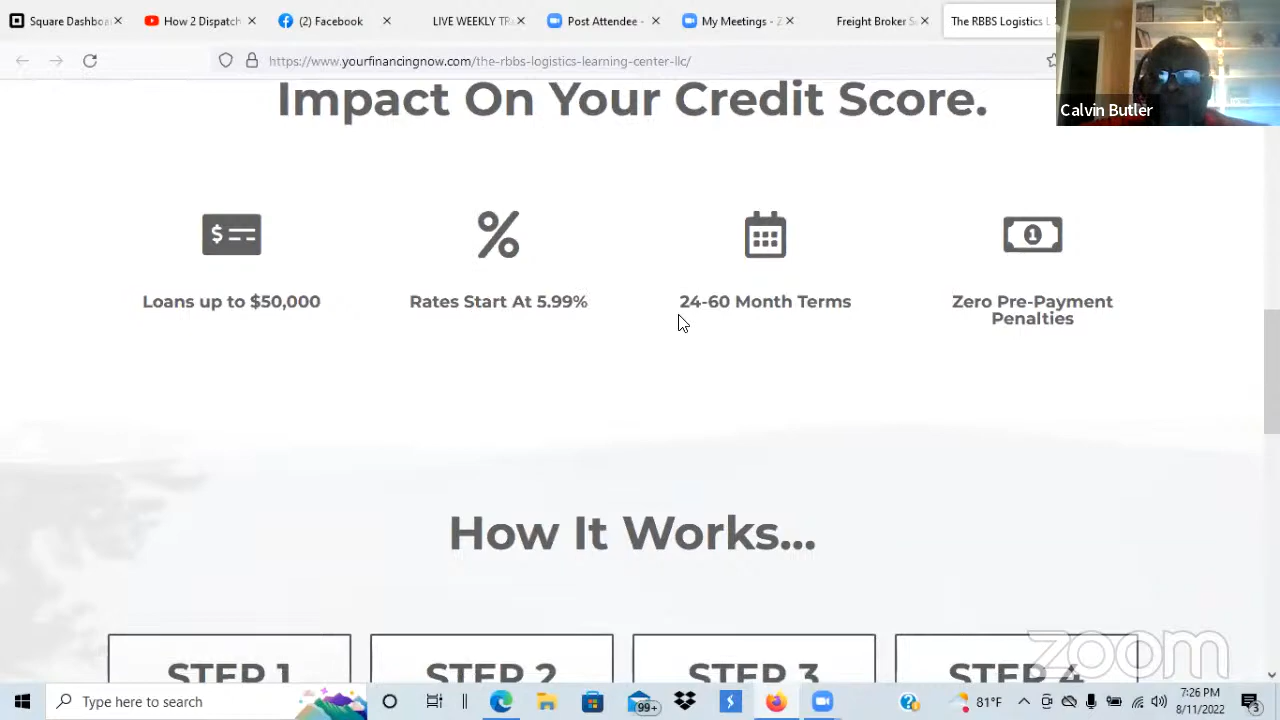 Square Dashboa
How 2 Dispatch
(2) Facebook
LIVE WEEKLY TR
Post Attendee -
My Meetings - Z
Freight Broker S
The RBBS Logistics L
https://www.yourfinancingnow.com/the-rbbs-logistics-learning-center-llc/
Calvin Butler
Impact On Your Credit Score.
$
%
1
Loans up to $50,000
Rates Start At 5.99%
24-60 Month Terms
Zero Pre-Payment
Penalties
How It Works...
STEP 1
STEP 2
STEP 3
STEP 4
zoom
Type here to search
99+
81°F
7:26 PM
8/11/2022
3